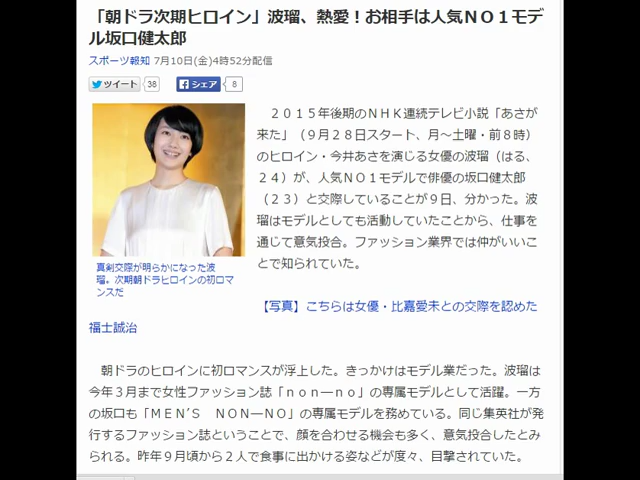 「朝ドラ次期ヒロイン」波瑠、熱愛！お相手は人気ＮＯ１モデ
ル坂口健太郎
スポーツ報知 7月10日(金)4時52分配信
ツイート 38 シェア 8
２０１５年後期のＮＨＫ連続テレビ小説「あさが
来た」（９月２８日スタート、月～土曜・前８時）
のヒロイン・今井あさを演じる女優の波瑠（はる、
２４）が、人気ＮＯ１モデルで俳優の坂口健太郎
（２３）と交際していることが９日、分かった。波
瑠はモデルとしても活動していたことから、仕事を
通じて意気投合。ファッション業界では仲がいいこ
とで知られていた。
真剣交際が明らかになった波
瑠。次期朝ドラヒロインの初ロマ
ンスだ
【写真】こちらは女優・比嘉愛未との交際を認めた
福士誠治
朝ドラのヒロインに初ロマンスが浮上した。きっかけはモデル業だった。波瑠は
今年３月まで女性ファッション誌「ｎｏｎ―ｎｏ」の専属モデルとして活躍。一方
の坂口も「ＭＥＮ’Ｓ　ＮＯＮ―ＮＯ」の専属モデルを務めている。同じ集英社が発
行するファッション誌ということで、顔を合わせる機会も多く、意気投合したとみ
られる。昨年９月頃から２人で食事に出かける姿などが度々、目撃されていた。